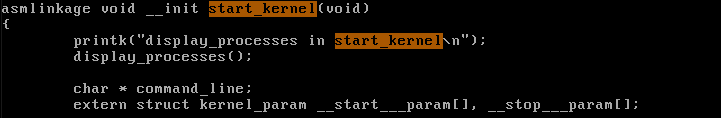 asmlinkage void __init start_kernel(void)
{
        printk("display_processes in start_kernel\n");
        display_processes();

        char * command_line;
        extern struct kernel_param __start___param[], __stop___param[];